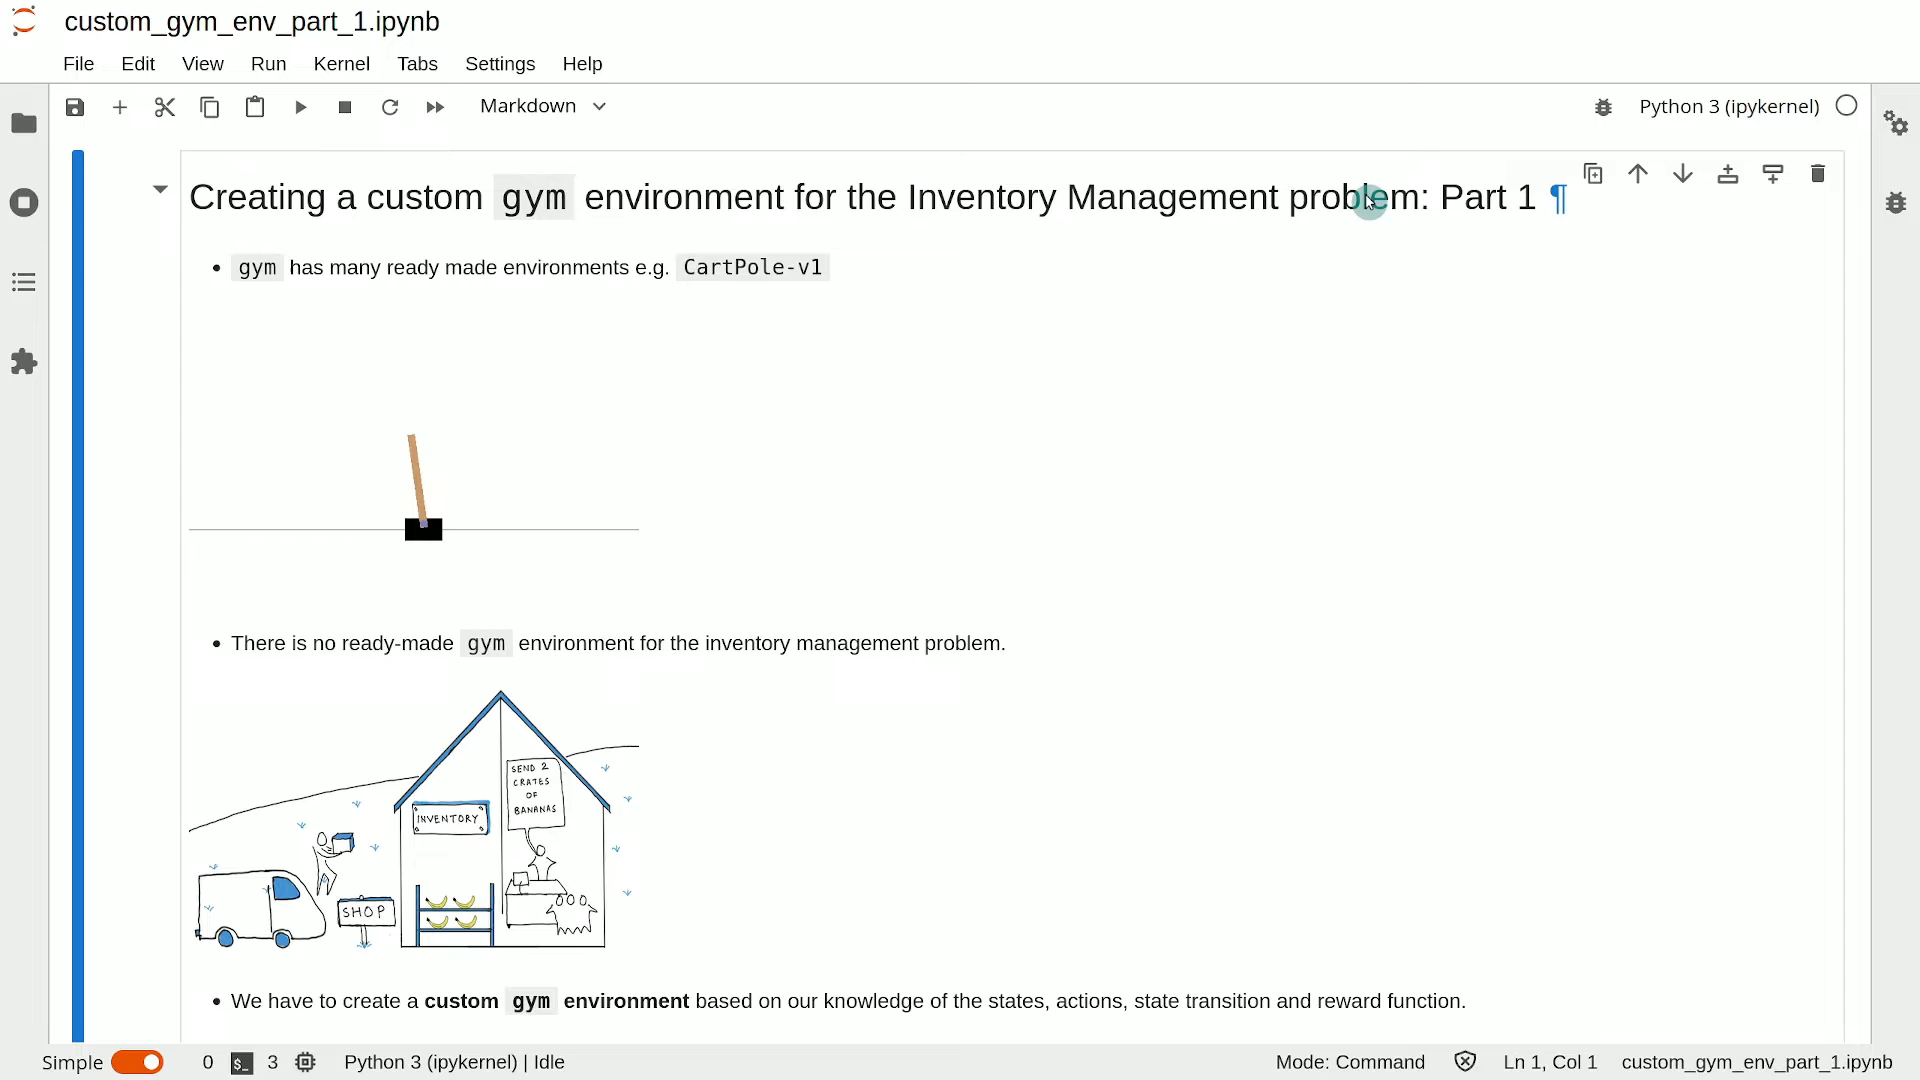 custom_gym_env_part_1.ipynb
File Edit View Run Kernel Tabs Settings Help
Markdown
Python 3 (ipykernel)
Creating a custom gym environment for the Inventory Management problem: Part 1 ¶
• gym has many ready made environments e.g. CartPole-v1
• There is no ready-made gym environment for the inventory management problem.
SEND 2
CRATES
OF
BANANAS
INVENTORY
SHOP
• We have to create a custom gym environment based on our knowledge of the states, actions, state transition and reward function.
Simple 0 $_ 3 Python 3 (ipykernel) | Idle Mode: Command Ln 1, Col 1 custom_gym_env_part_1.ipynb